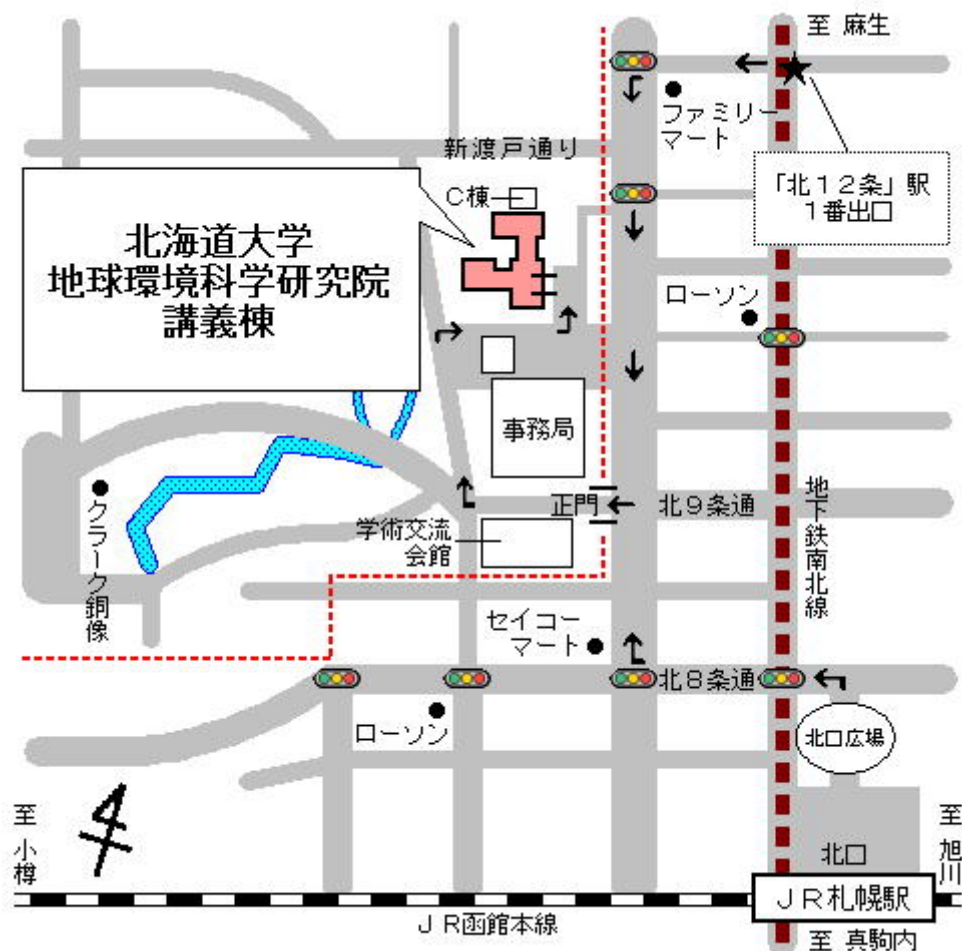 至 麻生
ファミリー
マート
新渡戸通り
「北12条」駅
1番出口
C棟
北海道大学
地球環境科学研究院
講義棟
ローソン
事務局
正門
北9条通
地下鉄南北線
クラーク銅像
学術交流
会館
セイコー
マート
北8条通
ローソン
北口広場
至 小樽
北口
至 旭川
JR札幌駅
JR函館本線
至 真駒内